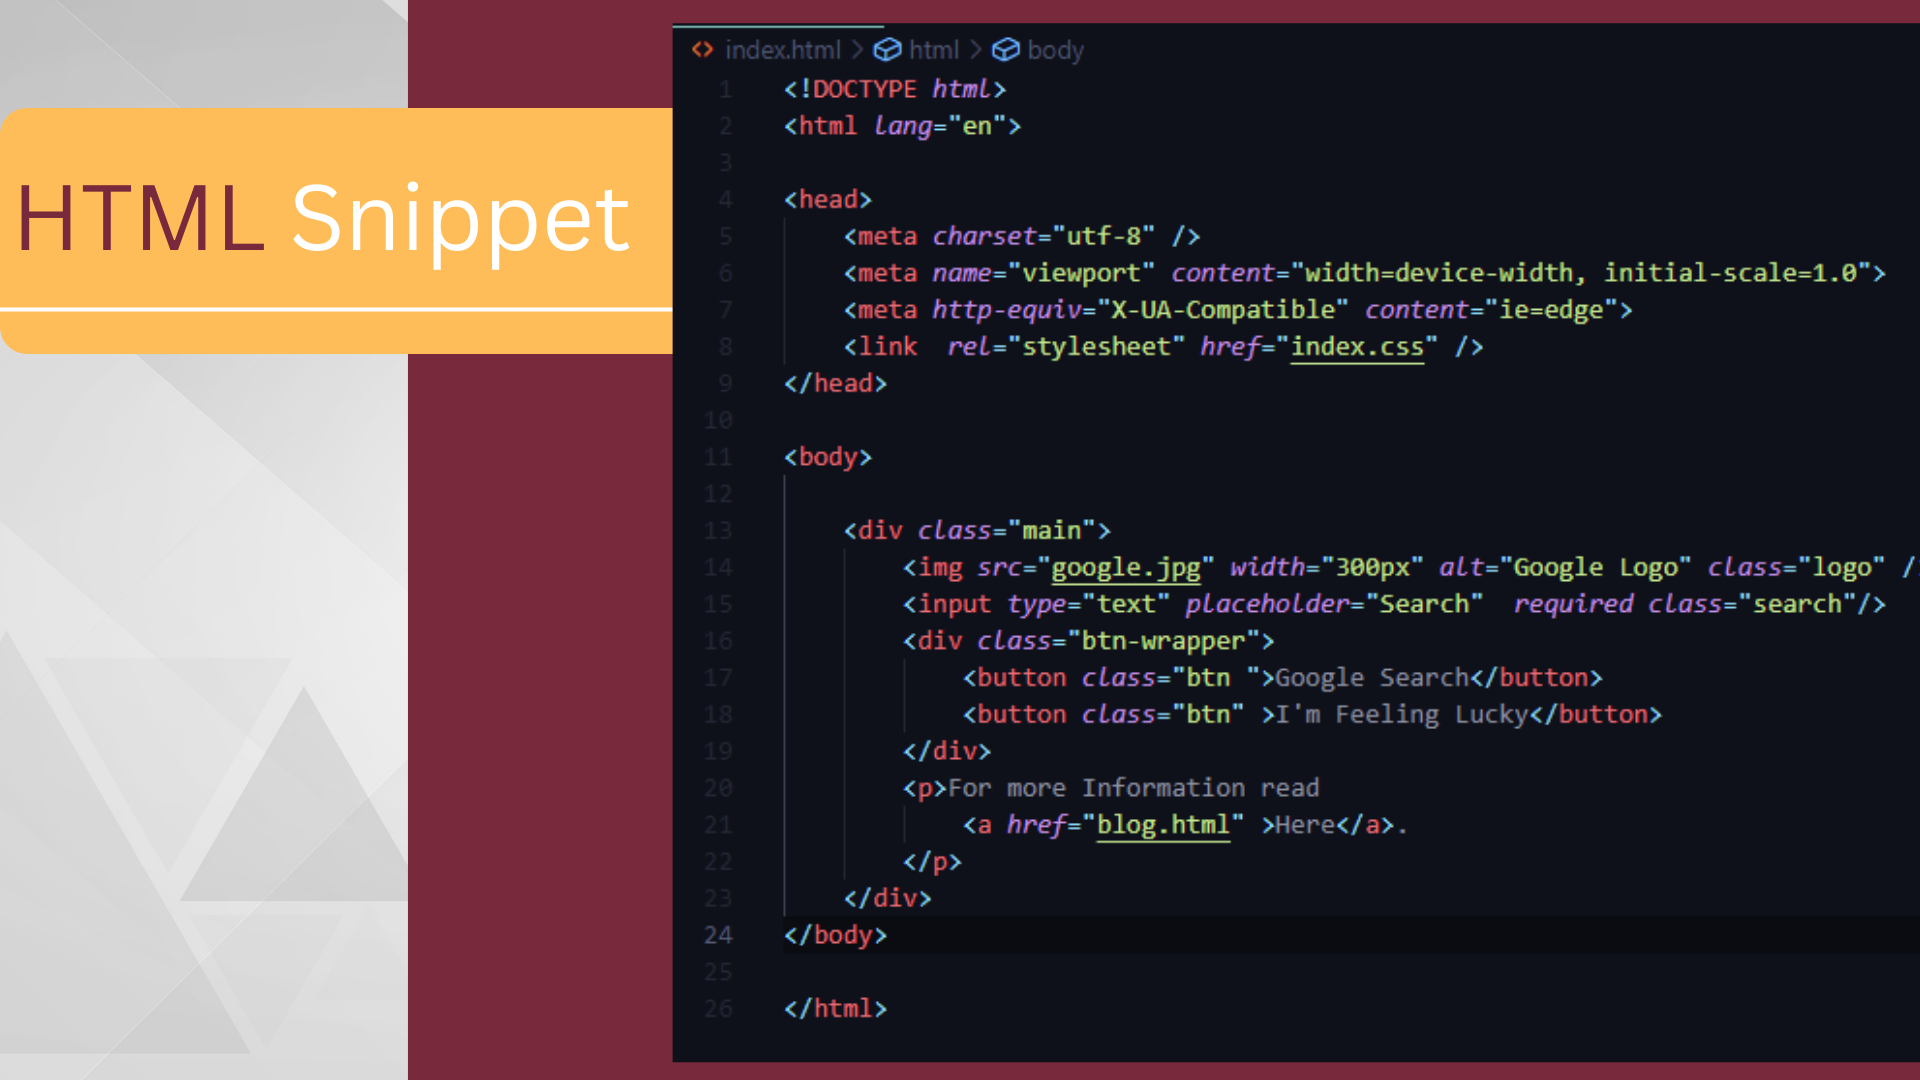 HTML Snippet
index.html > html > body
1 <!DOCTYPE html>
2 <html lang="en">
3
4 <head>
5     <meta charset="utf-8" />
6     <meta name="viewport" content="width=device-width, initial-scale=1.0">
7     <meta http-equiv="X-UA-Compatible" content="ie=edge">
8     <link  rel="stylesheet" href="index.css" />
9 </head>
10
11 <body>
12
13     <div class="main">
14         <img src="google.jpg" width="300px" alt="Google Logo" class="logo" /
15         <input type="text" placeholder="Search"  required class="search"/>
16         <div class="btn-wrapper">
17             <button class="btn ">Google Search</button>
18             <button class="btn" >I'm Feeling Lucky</button>
19         </div>
20         <p>For more Information read
21             <a href="blog.html" >Here</a>.
22         </p>
23     </div>
24 </body>
25
26 </html>